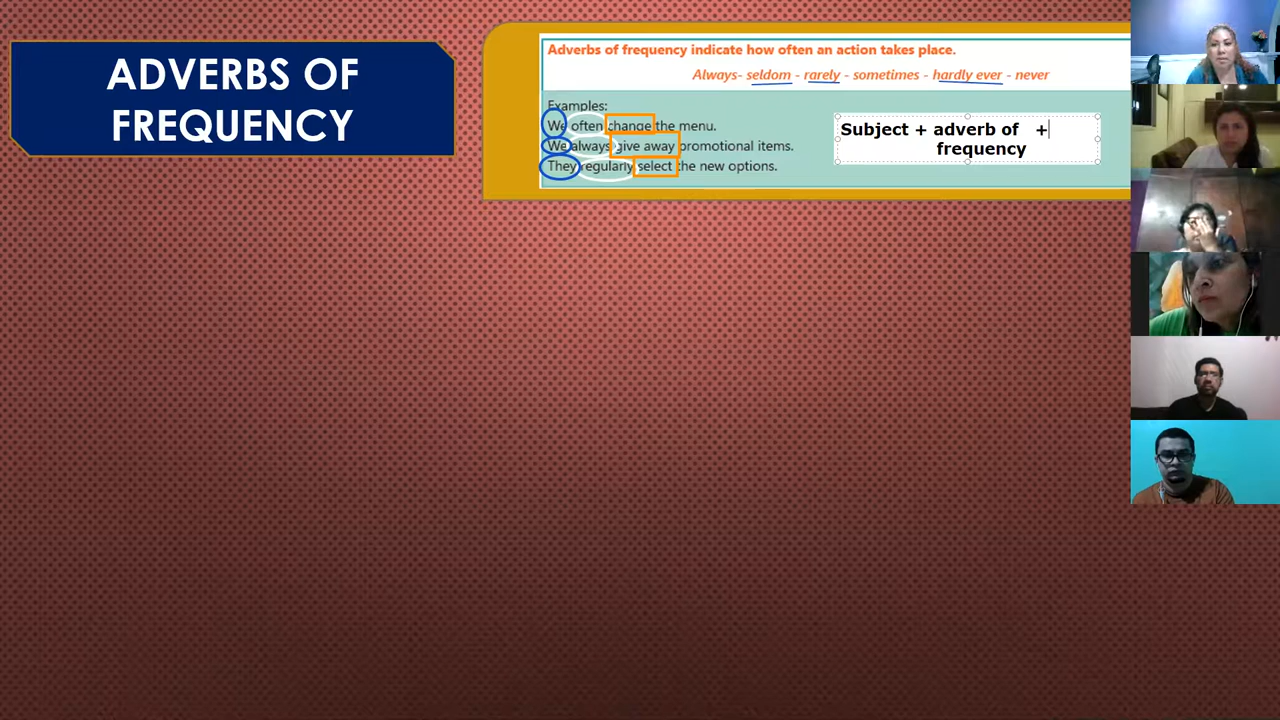 ADVERBS OF
FREQUENCY
Adverbs of frequency indicate how often an action takes place.
Always- seldom - rarely - sometimes - hardly ever - never
Examples:
We often change the menu.
We always give away promotional items.
They regularly select the new options.
Subject + adverb of +
frequency